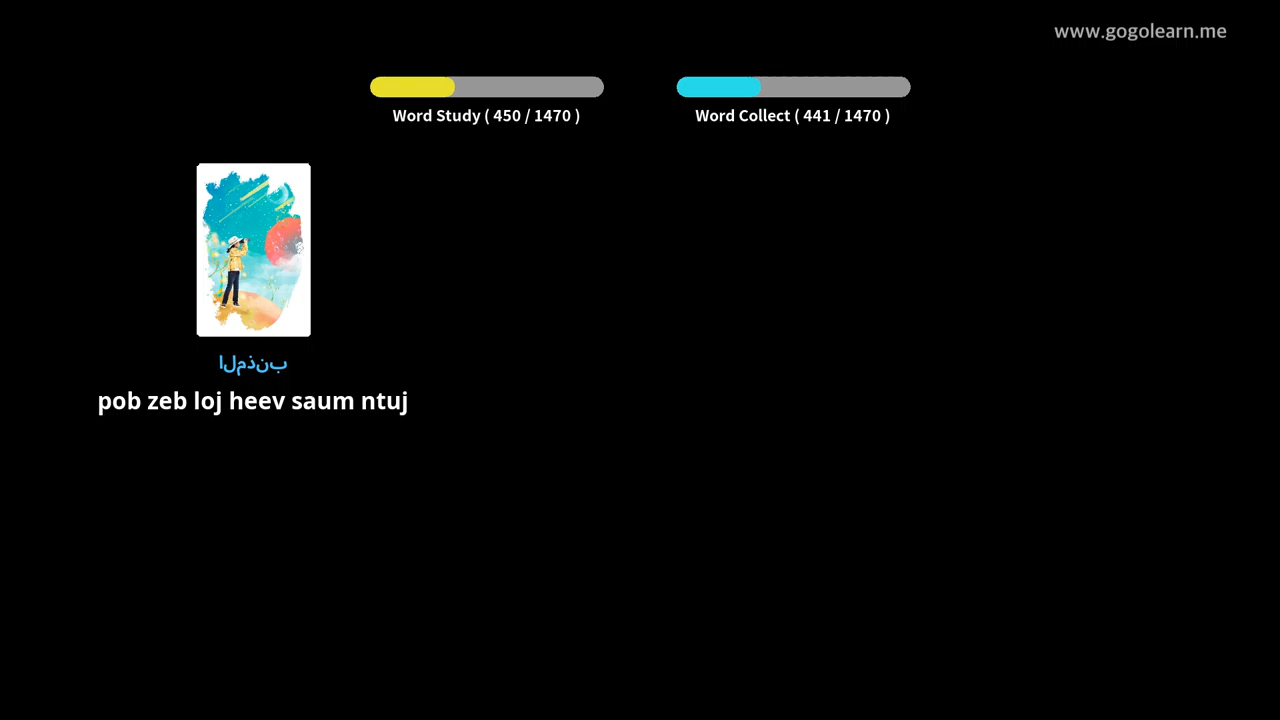 www.gogolearn.me
Word Study ( 450 / 1470 )
Word Collect ( 441 / 1470 )
المذنب
pob zeb loj heev saum ntuj